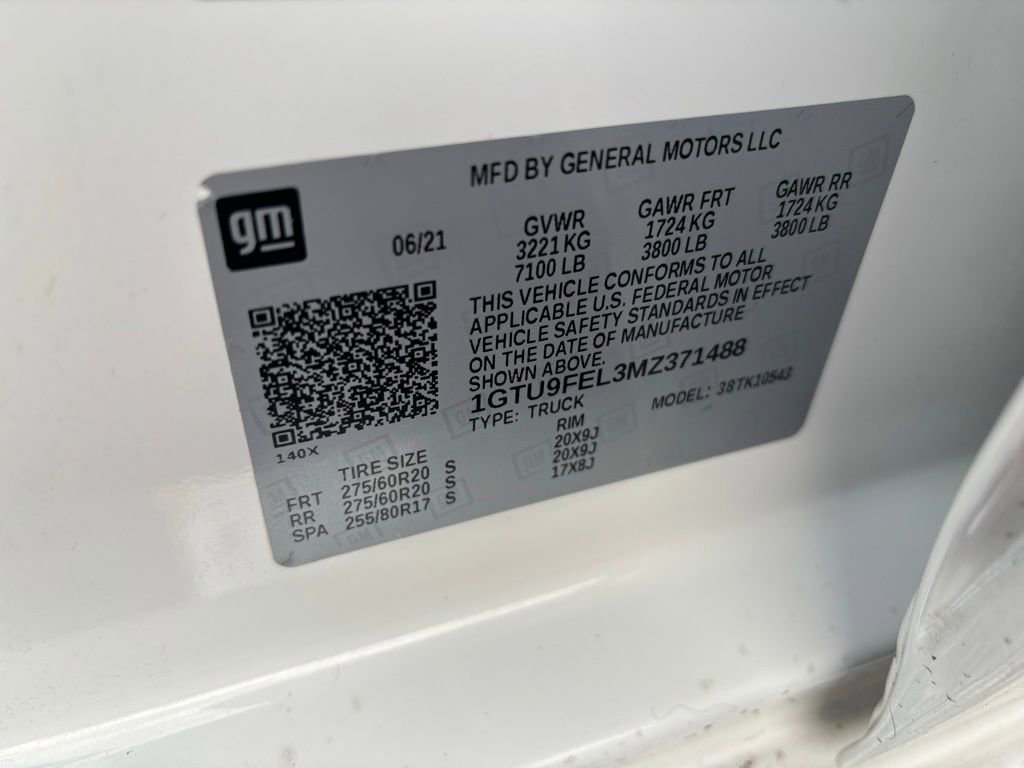 gm
MFD BY GENERAL MOTORS LLC
06/21
GVWR
3221 KG
7100 LB
GAWR FRT
1724 KG
3800 LB
GAWR RR
1724 KG
3800 LB
THIS VEHICLE CONFORMS TO ALL
APPLICABLE U.S. FEDERAL MOTOR
VEHICLE SAFETY STANDARDS IN EFFECT
ON THE DATE OF MANUFACTURE
SHOWN ABOVE.
1GTU9FEL3MZ371488
TYPE: TRUCK
MODEL: 38TK10543
140X
TIRE SIZE
RIM
FRT 275/60R20 S 20X9J
RR 275/60R20 S 20X9J
SPA 255/80R17 S 17X8J